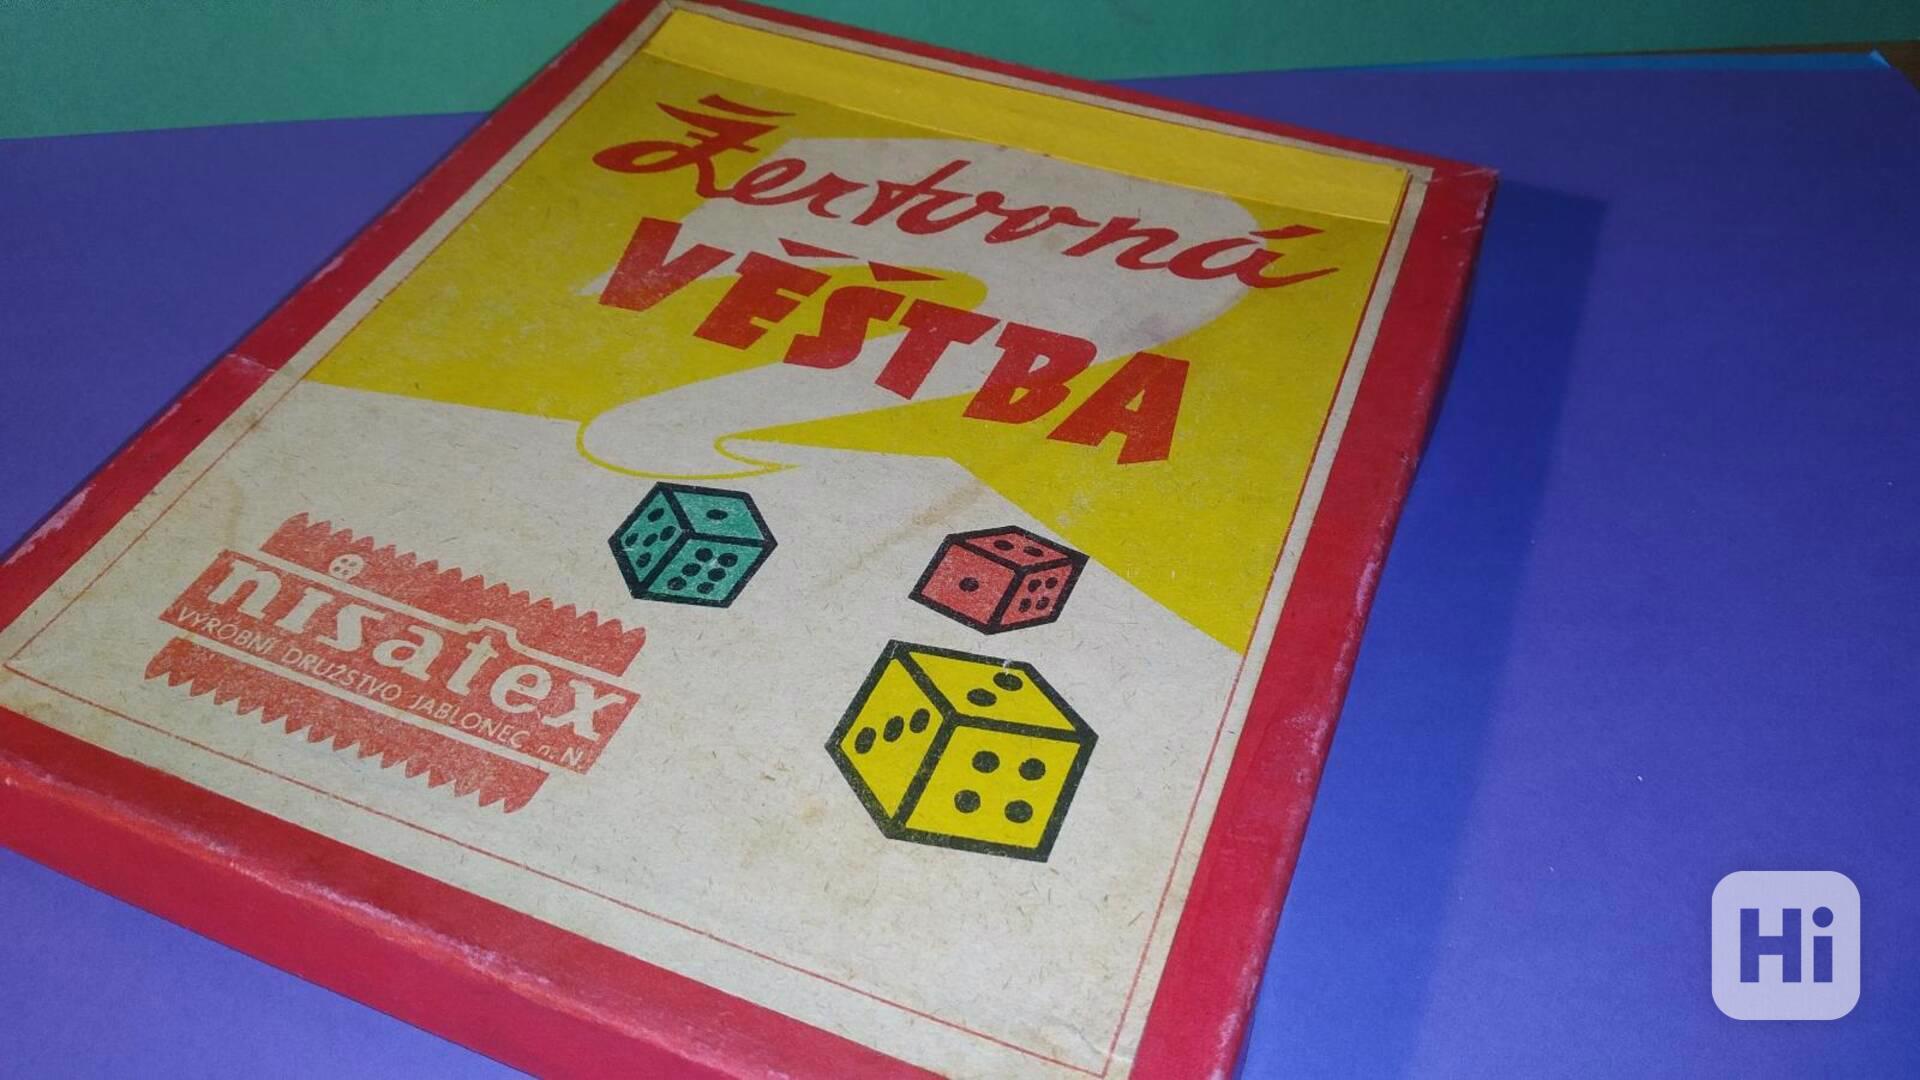 Žertovná
VĚŠTBA
nisatex
VÝROBNÍ DRUŽSTVO JABLONEC n. N.
Hi